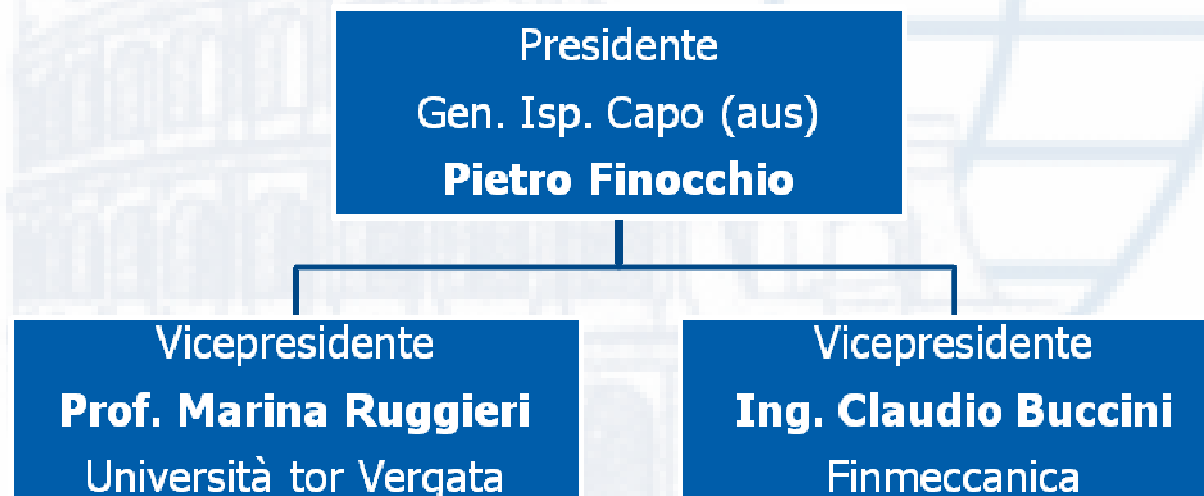 Presidente
Gen. Isp. Capo (aus)
Pietro Finocchio
Vicepresidente
Prof. Marina Ruggieri
Università tor Vergata
Vicepresidente
Ing. Claudio Buccini
Finmeccanica